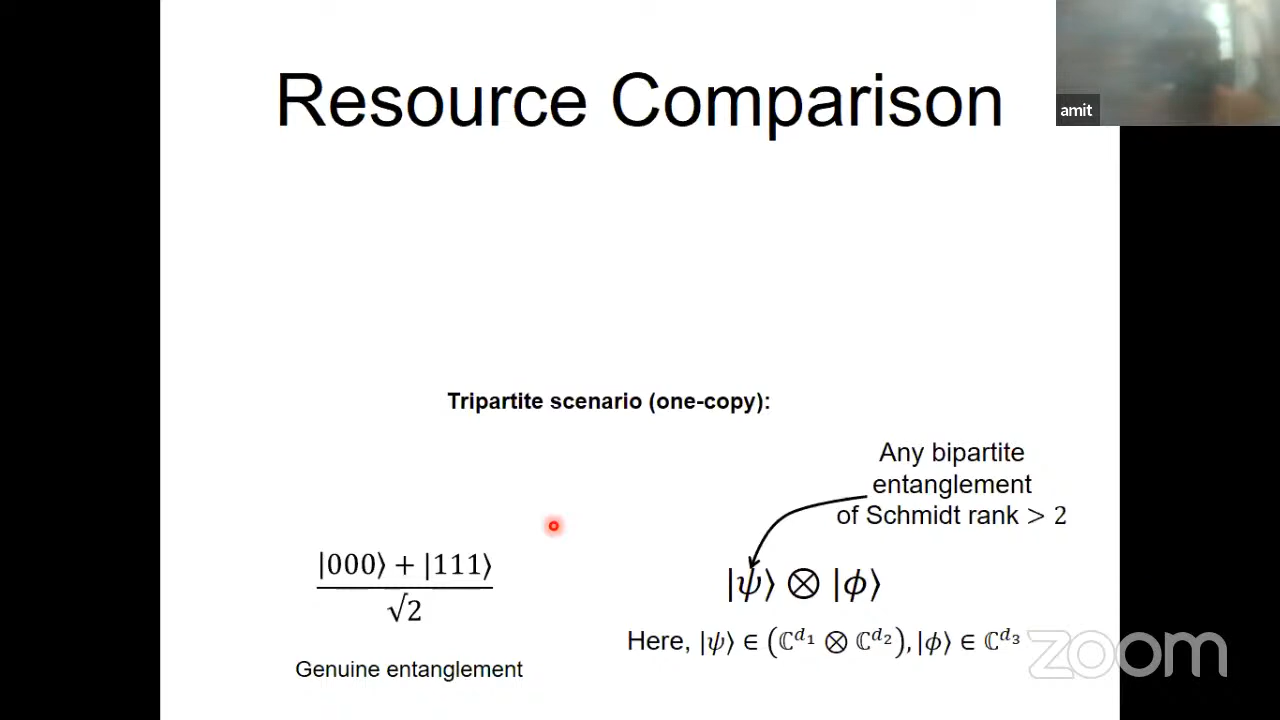 Resource Comparison
amit
Tripartite scenario (one-copy):
Any bipartite
entanglement
of Schmidt rank > 2
|000⟩ + |111⟩
√2
Genuine entanglement
|ψ⟩ ⊗ |ϕ⟩
Here, |ψ⟩ ∈ (ℂ^{d₁} ⊗ ℂ^{d₂}), |ϕ⟩ ∈ ℂ^{d₃}
zoom